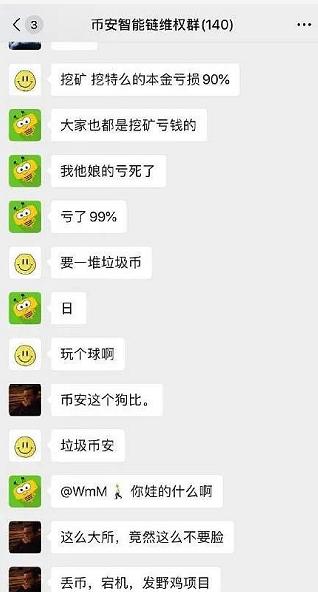 3
币安智能链维权群(140)
挖矿 挖特么的本金亏损90%
大家也都是挖矿亏钱的
我他娘的亏死了
亏了99%
要一堆垃圾币
日
玩个球啊
币安这个狗比。
垃圾币安
@WmM🚶 你娃的什么啊
这么大所，竟然这么不要脸
丢币，宕机，发野鸡项目